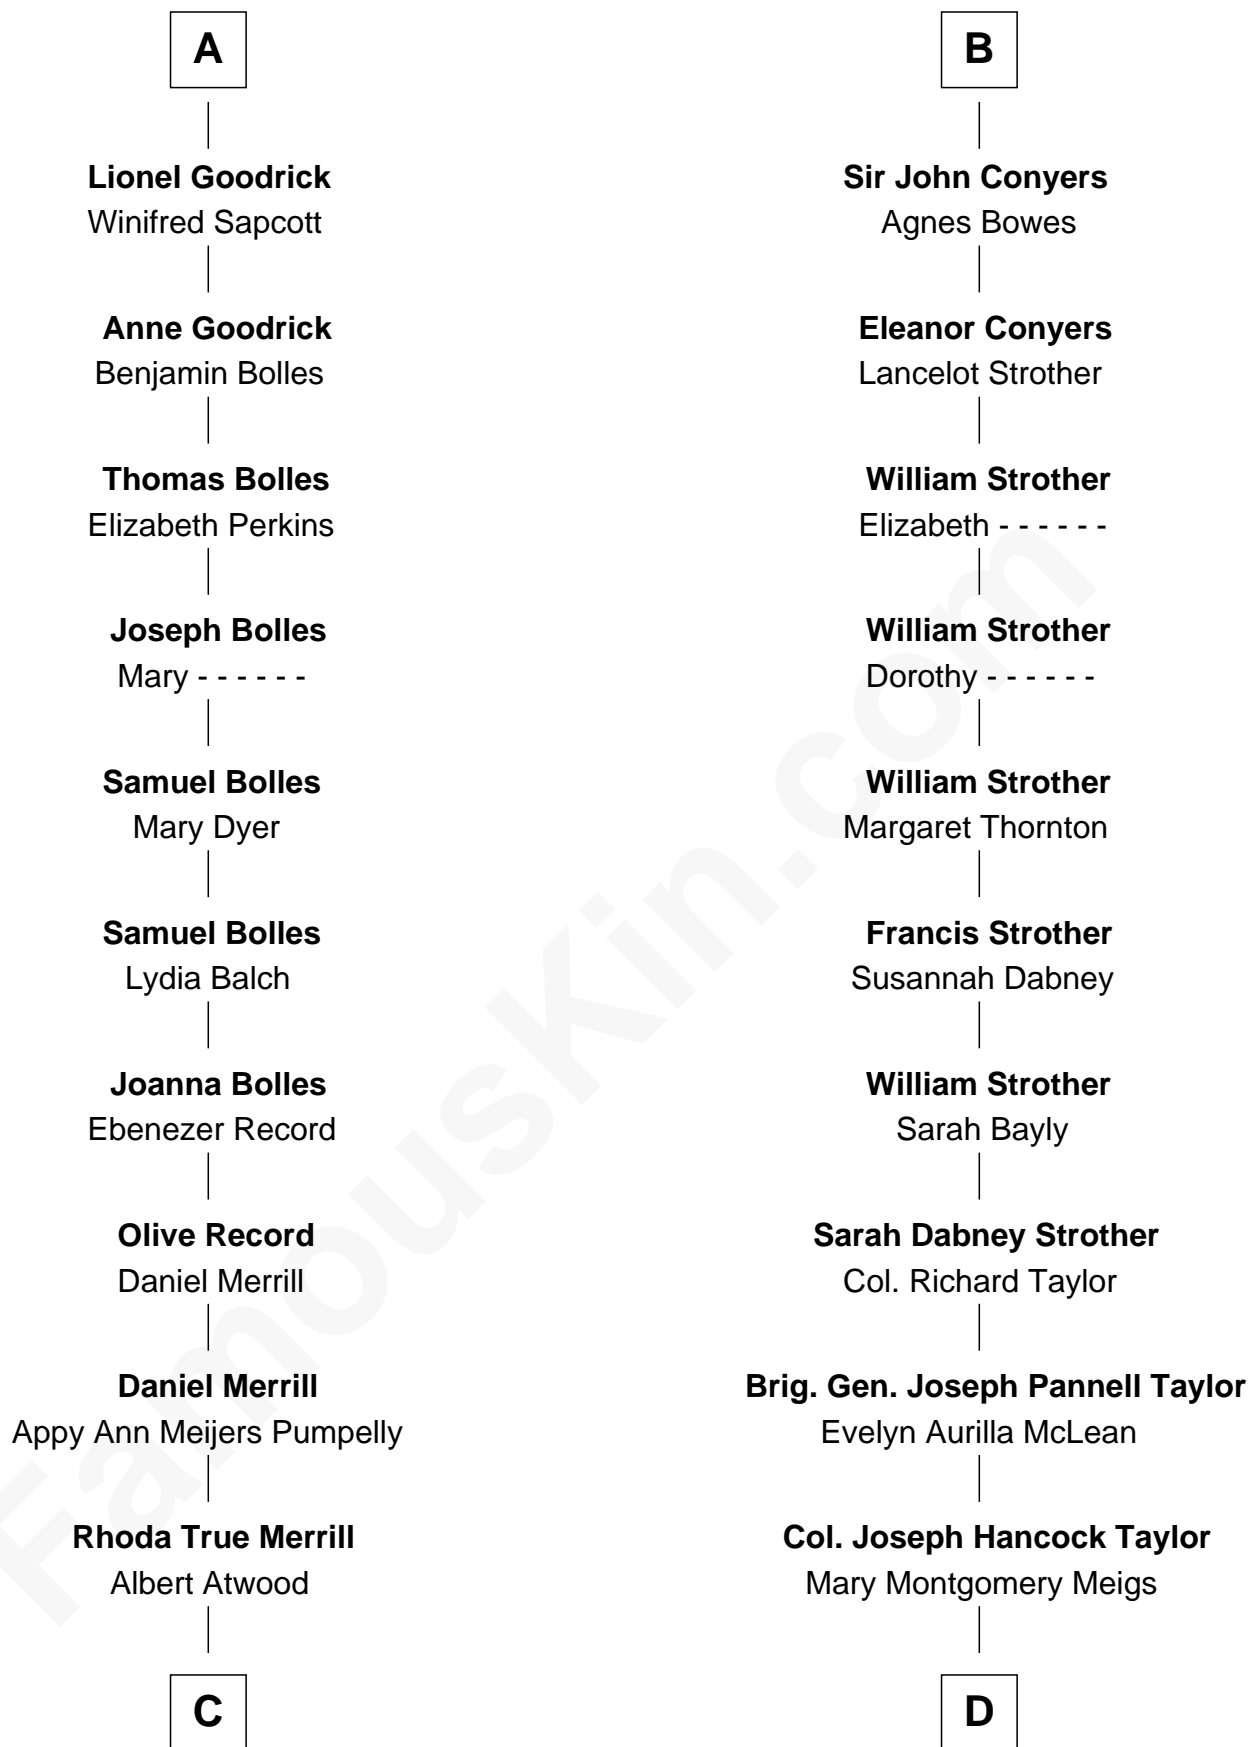 A
Lionel Goodrick
Winifred Sapcott
Anne Goodrick
Benjamin Bolles
Thomas Bolles
Elizabeth Perkins
Joseph Bolles
Mary - - - - - -
Samuel Bolles
Mary Dyer
Samuel Bolles
Lydia Balch
Joanna Bolles
Ebenezer Record
Olive Record
Daniel Merrill
Daniel Merrill
Appy Ann Meijers Pumpelly
Rhoda True Merrill
Albert Atwood
C
B
Sir John Conyers
Agnes Bowes
Eleanor Conyers
Lancelot Strother
William Strother
Elizabeth - - - - - -
William Strother
Dorothy - - - - - -
William Strother
Margaret Thornton
Francis Strother
Susannah Dabney
William Strother
Sarah Bayly
Sarah Dabney Strother
Col. Richard Taylor
Brig. Gen. Joseph Pannell Taylor
Evelyn Aurilla McLean
Col. Joseph Hancock Taylor
Mary Montgomery Meigs
D
FamousKin.com